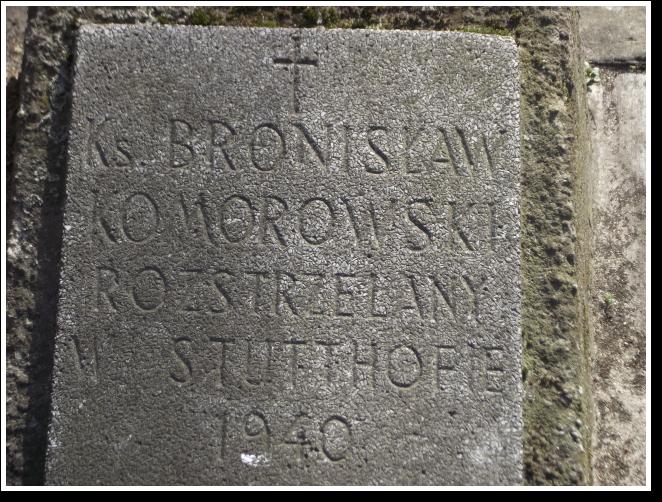 Ks. BRONISŁAW
KOMOROWSKI
ROZSTRZELANY
W STUTTHOFIE
1940